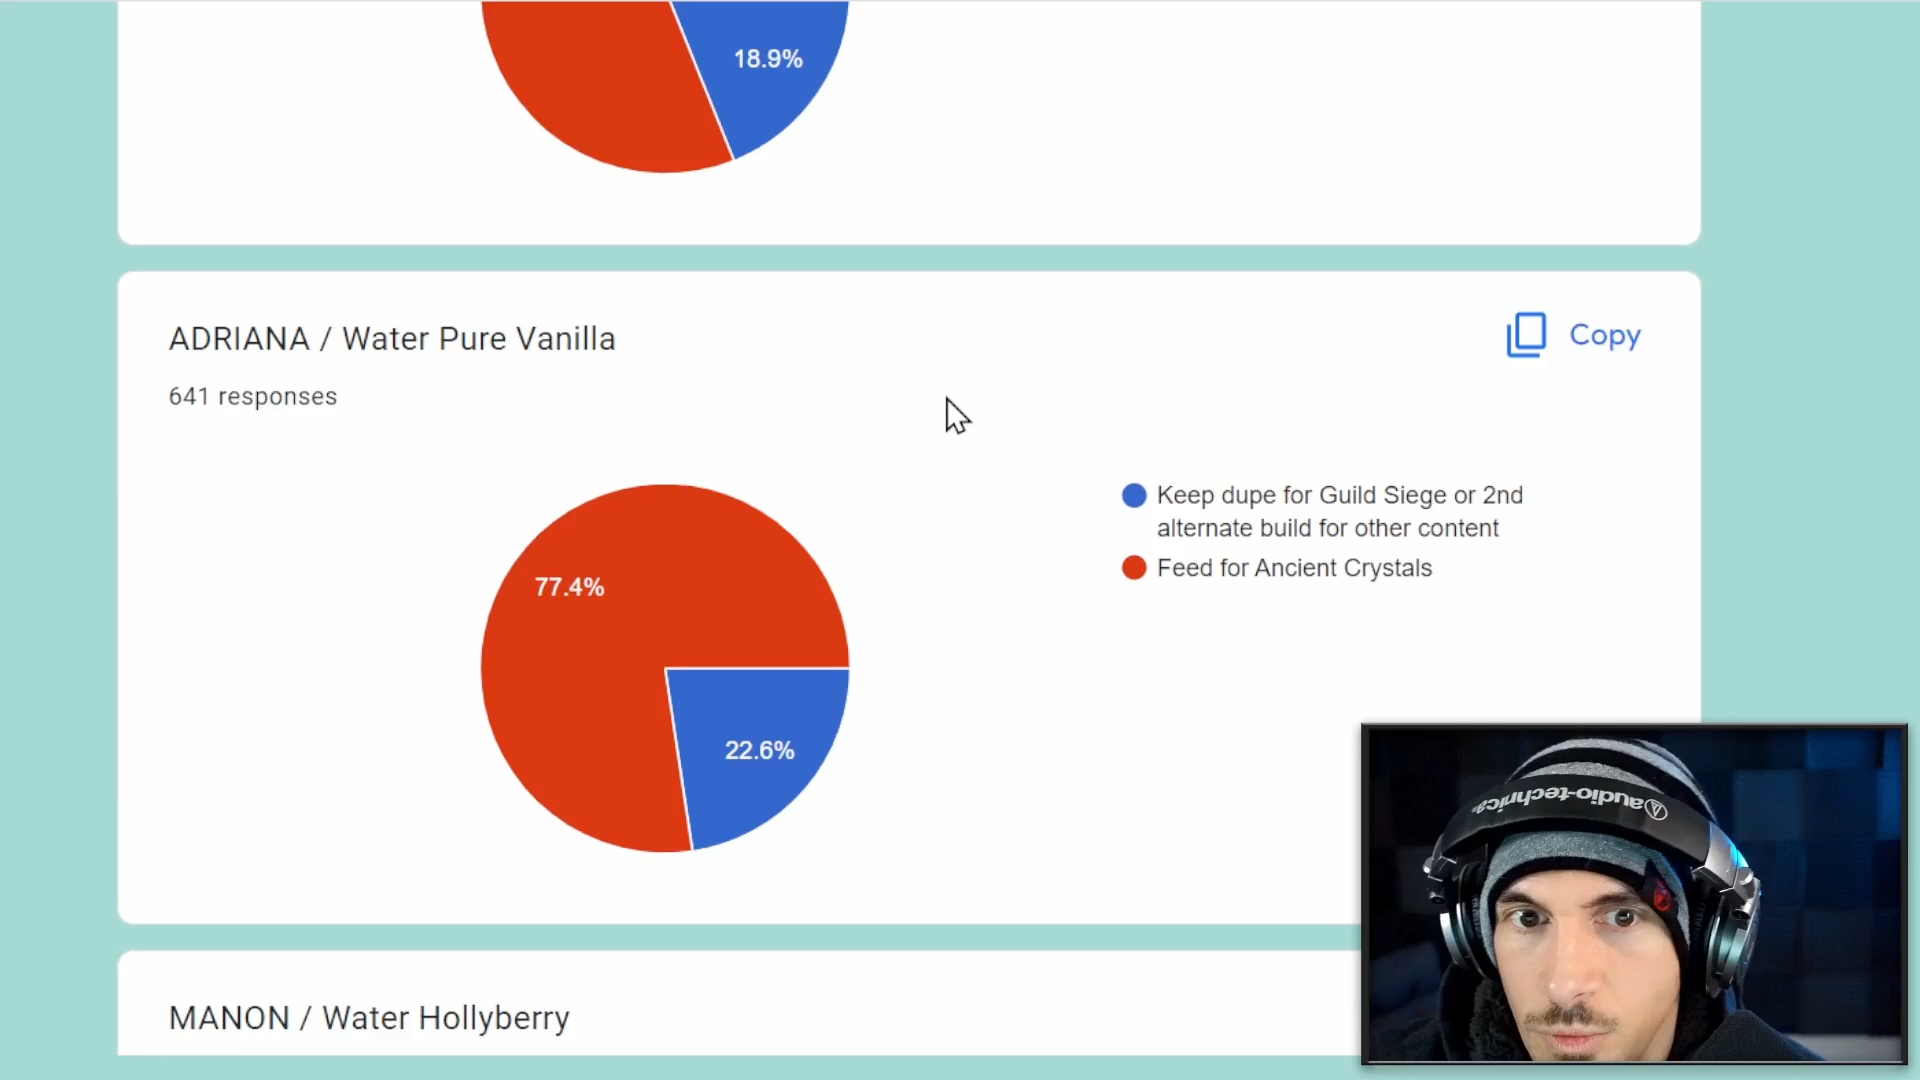 18.9%
ADRIANA / Water Pure Vanilla
Copy
641 responses
Keep dupe for Guild Siege or 2nd
alternate build for other content
Feed for Ancient Crystals
77.4%
22.6%
audio-technica
MANON / Water Hollyberry